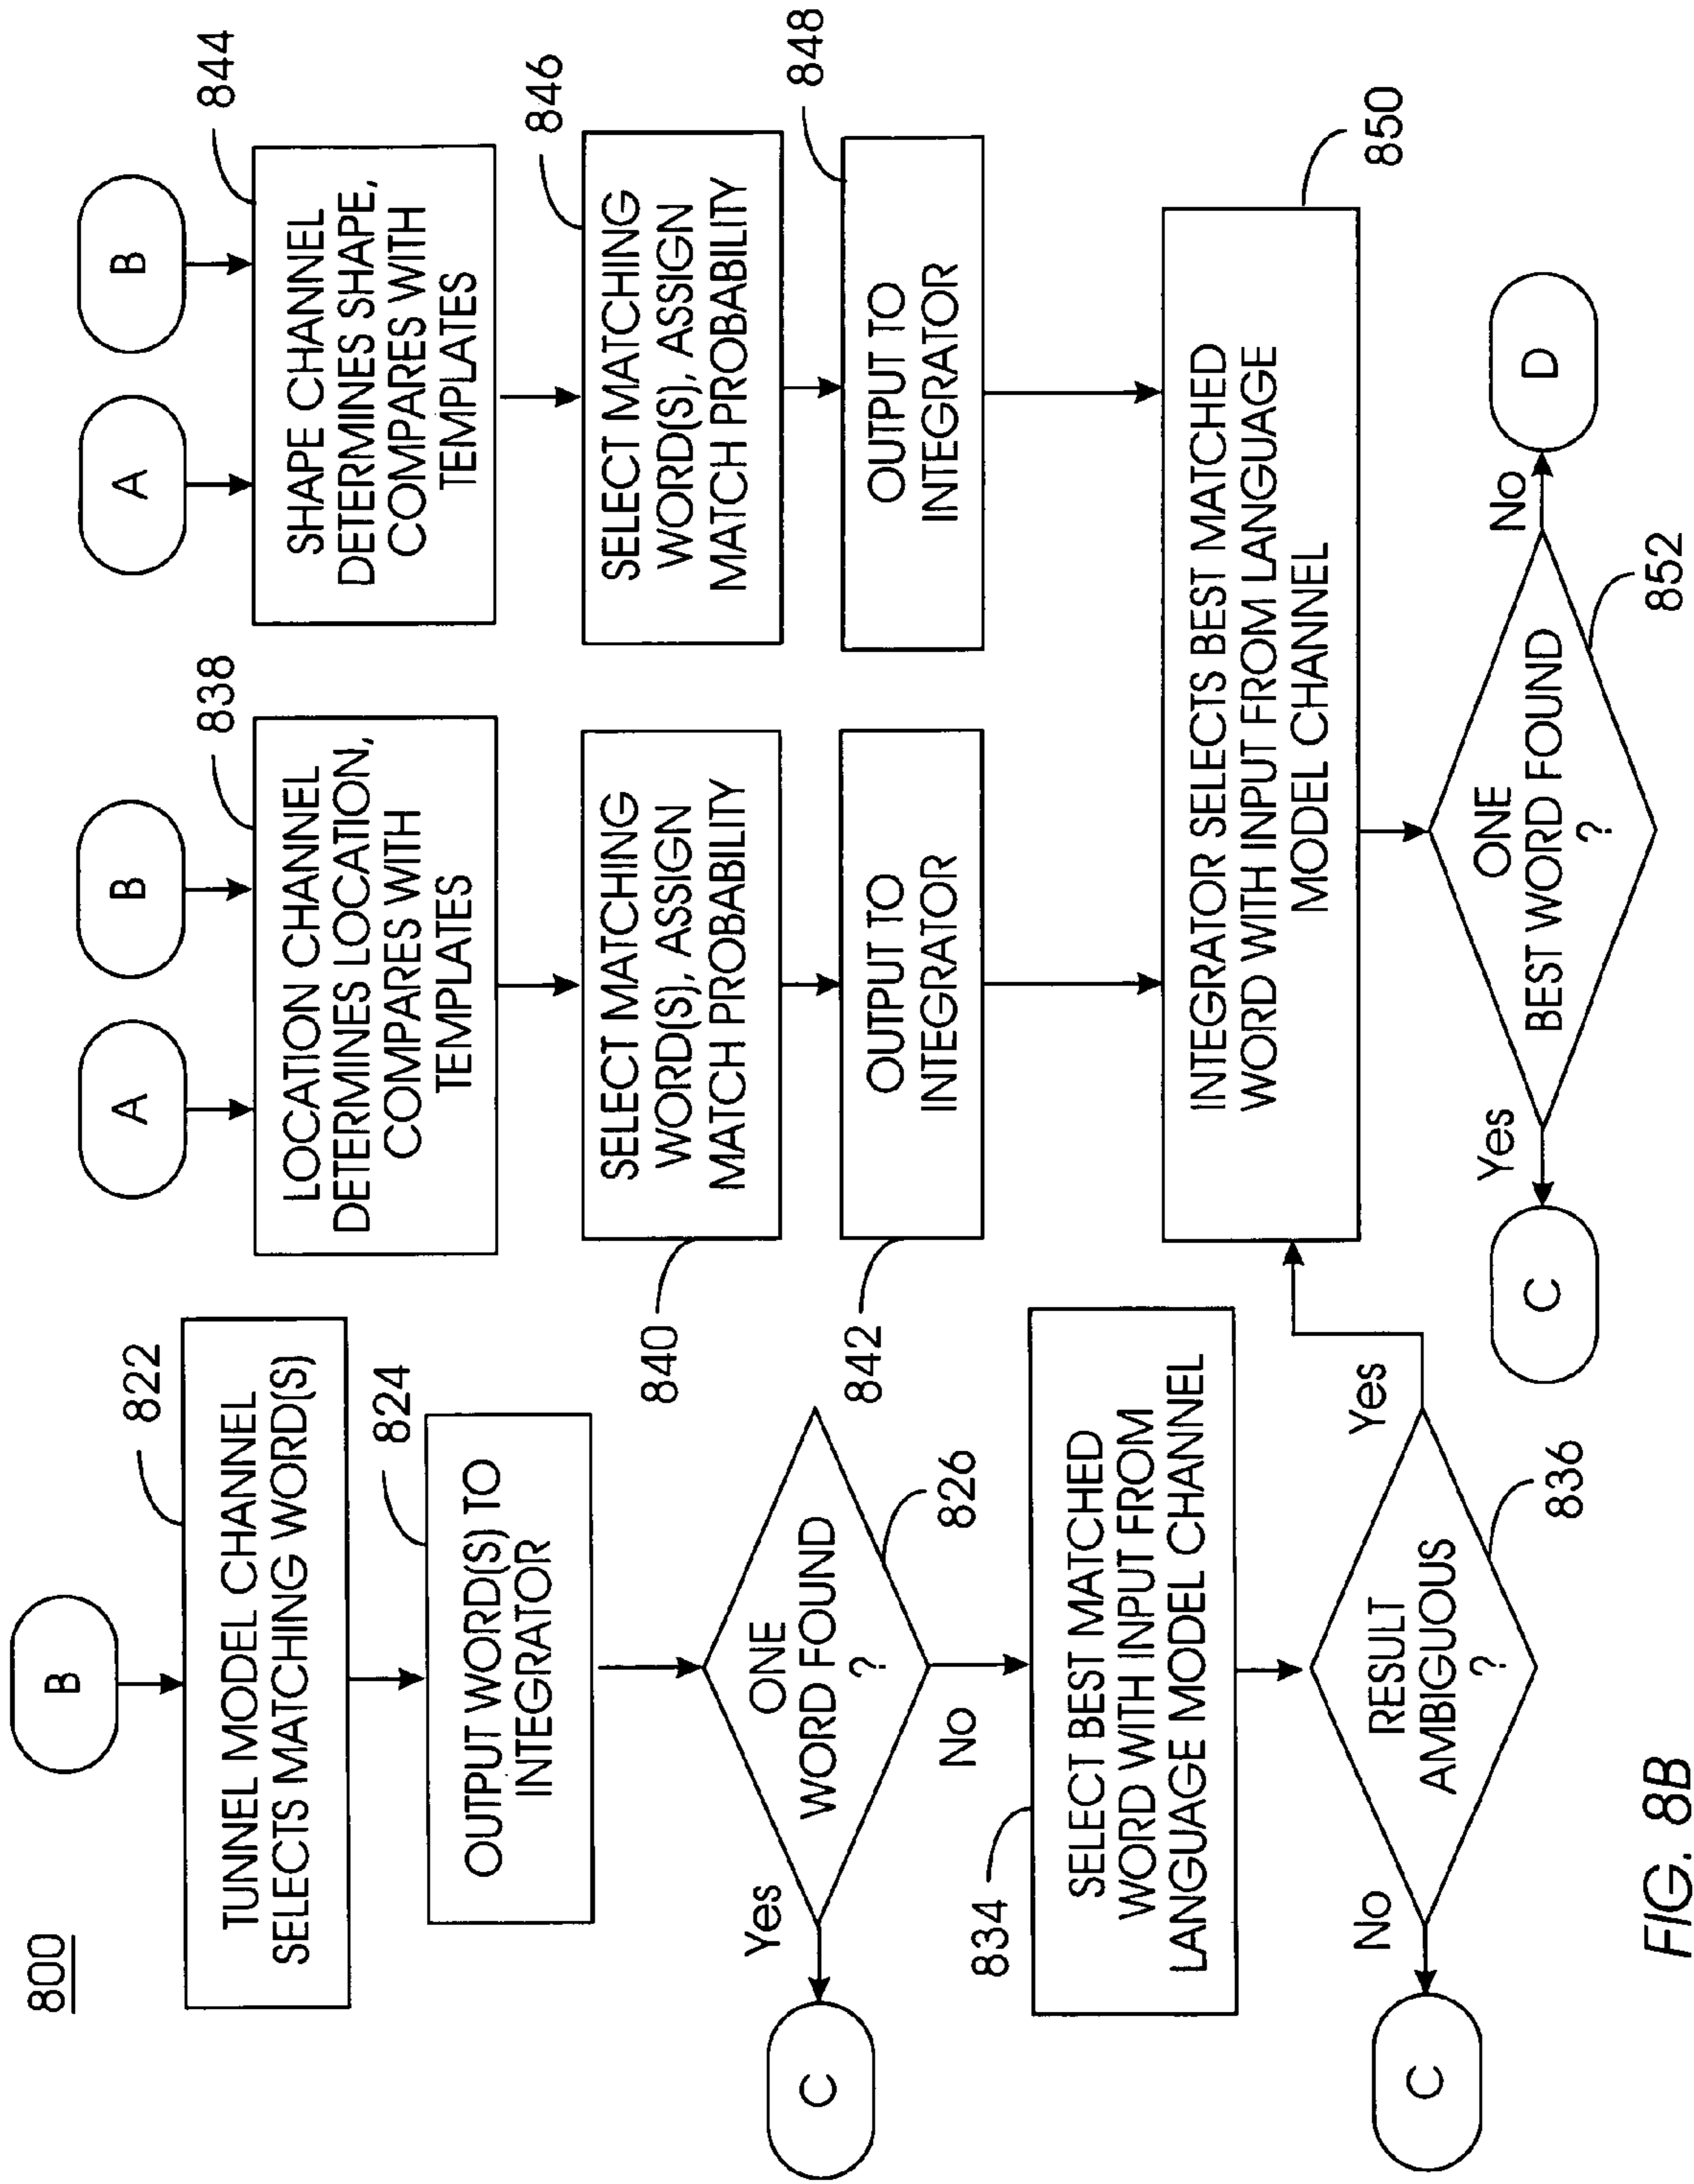 800
B
822
TUNNEL MODEL CHANNEL
SELECTS MATCHING WORD(S)
824
OUTPUT WORD(S) TO
INTEGRATOR
ONE
WORD FOUND
?
826
Yes
C
No
834
SELECT BEST MATCHED
WORD WITH INPUT FROM
LANGUAGE MODEL CHANNEL
RESULT
AMBIGUOUS
?
836
No
C
Yes
A
B
838
LOCATION CHANNEL
DETERMINES LOCATION,
COMPARES WITH
TEMPLATES
840
SELECT MATCHING
WORD(S), ASSIGN
MATCH PROBABILITY
842
OUTPUT TO
INTEGRATOR
A
B
844
SHAPE CHANNEL
DETERMINES SHAPE,
COMPARES WITH
TEMPLATES
846
SELECT MATCHING
WORD(S), ASSIGN
MATCH PROBABILITY
848
OUTPUT TO
INTEGRATOR
850
INTEGRATOR SELECTS BEST MATCHED
WORD WITH INPUT FROM LANGUAGE
MODEL CHANNEL
ONE
BEST WORD FOUND
?
852
Yes
C
No
D
FIG. 8B